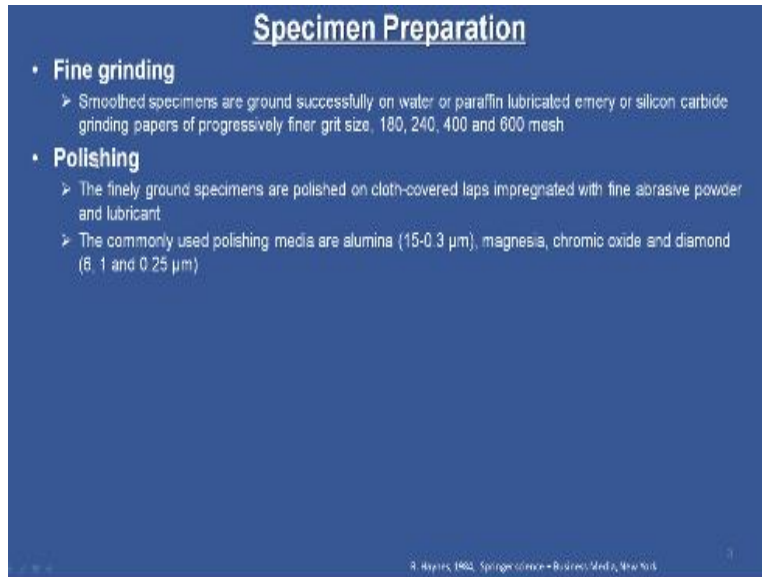 Specimen Preparation
• Fine grinding
➢ Smoothed specimens are ground successfully on water or paraffin lubricated emery or silicon carbide
grinding papers of progressively finer grit size, 180, 240, 400 and 600 mesh
• Polishing
➢ The finely ground specimens are polished on cloth-covered laps impregnated with fine abrasive powder
and lubricant
➢ The commonly used polishing media are alumina (15-0.3 µm), magnesia, chromic oxide and diamond
(6, 1 and 0.25 µm)
R. Haynes, 1984, Springer science + Business Media, New York